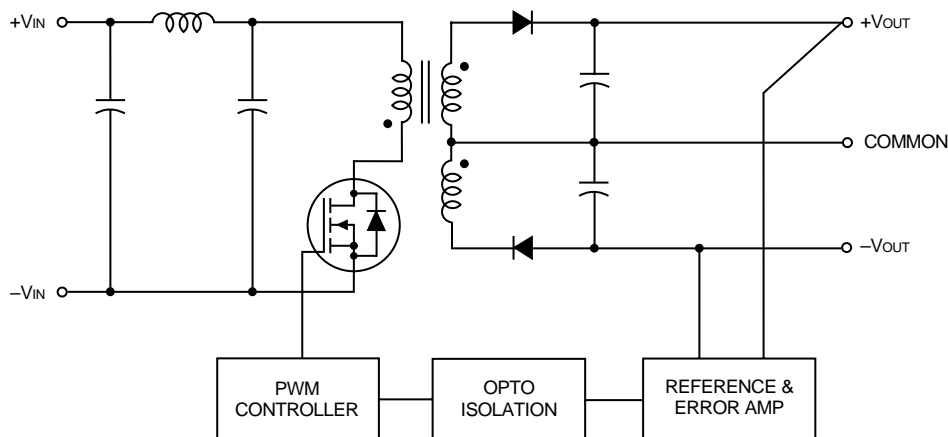 +VIN
+VOUT
COMMON
–VOUT
–VIN
PWM
CONTROLLER
OPTO
ISOLATION
REFERENCE &
ERROR AMP